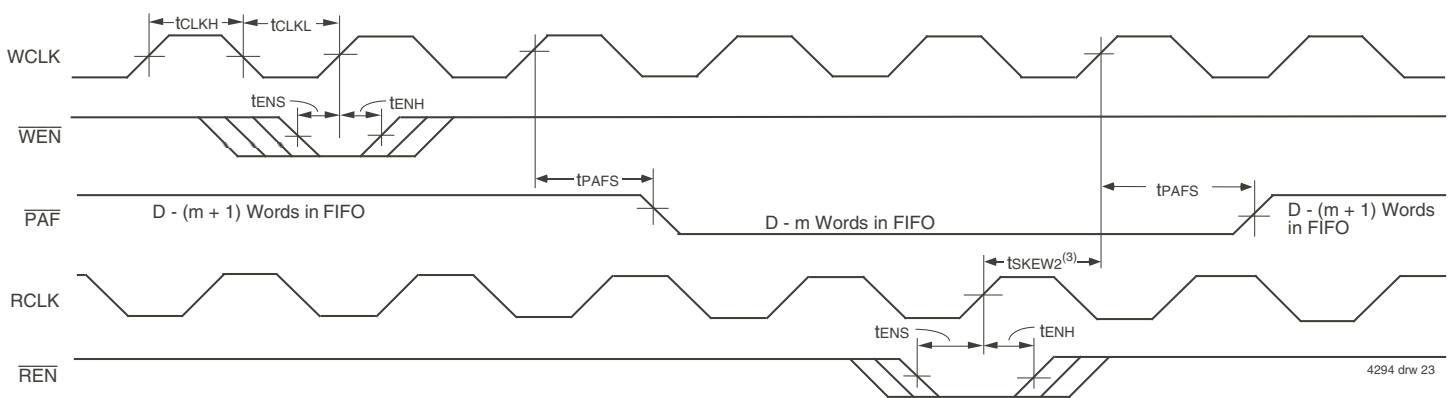 tCLKH
tCLKL
WCLK
tENS
tENH
WEN
tPAFS
tPAFS
PAF
D - (m + 1) Words in FIFO
D - m Words in FIFO
D - (m + 1) Words
in FIFO
tSKEW2(3)
RCLK
tENS
tENH
REN
4294 drw 23